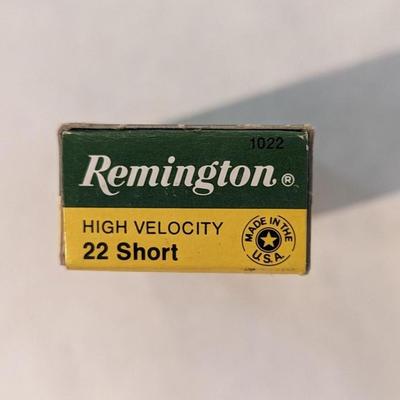 1022
Remington®
HIGH VELOCITY
22 Short
MADE IN THE
U.S.A.